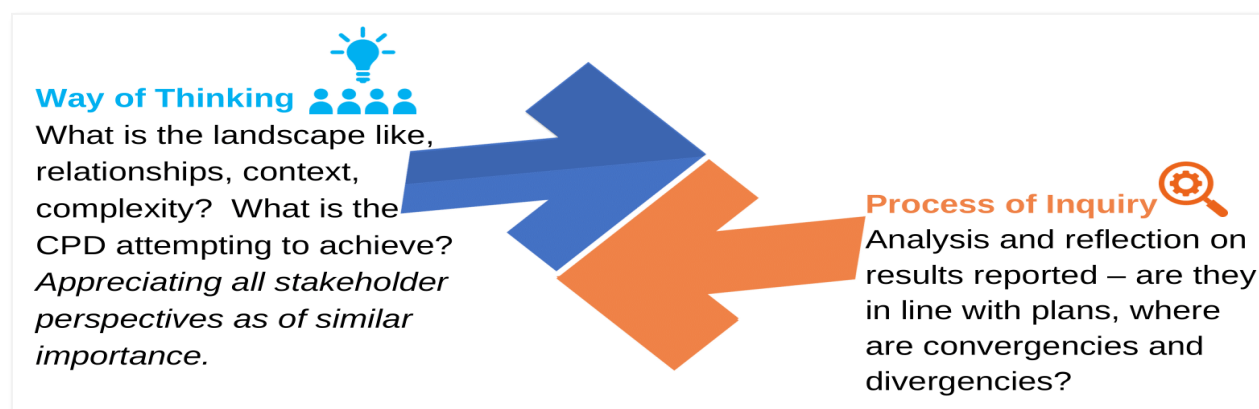 Way of Thinking
What is the landscape like,
relationships, context,
complexity?  What is the
CPD attempting to achieve?
Appreciating all stakeholder
perspectives as of similar
importance.
Process of Inquiry
Analysis and reflection on
results reported – are they
in line with plans, where
are convergencies and
divergencies?